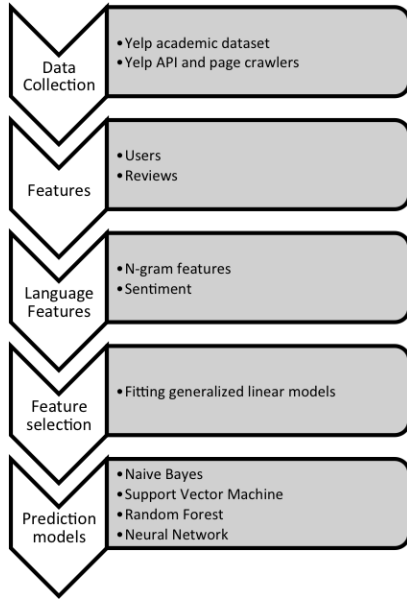 Data
Collection
•Yelp academic dataset
•Yelp API and page crawlers
Features
•Users
•Reviews
Language
Features
•N-gram features
•Sentiment
Feature
selection
•Fitting generalized linear models
Prediction
models
•Naive Bayes
•Support Vector Machine
•Random Forest
•Neural Network